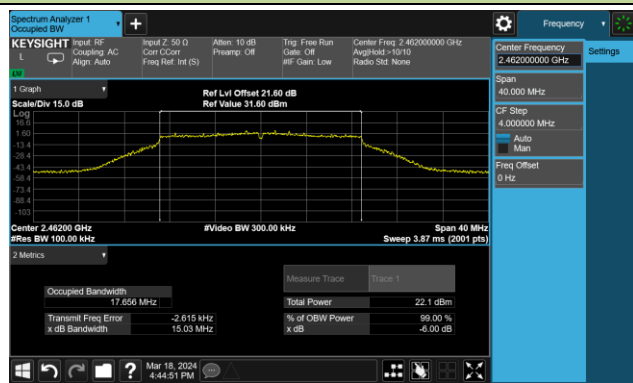 Spectrum Analyzer 1
Occupied BW
+
Frequency
KEYSIGHT
L
Input: RF
Coupling: AC
Align: Auto
Input Z: 50 Ω
Corr CCorr
Freq Ref: Int (S)
Atten: 10 dB
Preamp: Off
Trig: Free Run
Gate: Off
#IF Gain: Low
Center Freq: 2.462000000 GHz
Avg|Hold:>10/10
Radio Std: None
Center Frequency
2.462000000 GHz
Settings
Span
40.000 MHz
CF Step
4.000000 MHz
Auto
Man
Freq Offset
0 Hz
1 Graph
Scale/Div 15.0 dB
Ref Lvl Offset 21.60 dB
Ref Value 31.60 dBm
Log
16.6
1.60
-13.4
-28.4
-43.4
-58.4
-73.4
-88.4
-103
Center 2.46200 GHz
#Video BW 300.00 kHz
Span 40 MHz
#Res BW 100.00 kHz
Sweep 3.87 ms (2001 pts)
2 Metrics
Measure Trace
Trace 1
Occupied Bandwidth
17.656 MHz
Total Power
22.1 dBm
Transmit Freq Error
-2.615 kHz
% of OBW Power
99.00 %
x dB Bandwidth
15.03 MHz
x dB
-6.00 dB
?
Mar 18, 2024
4:44:51 PM